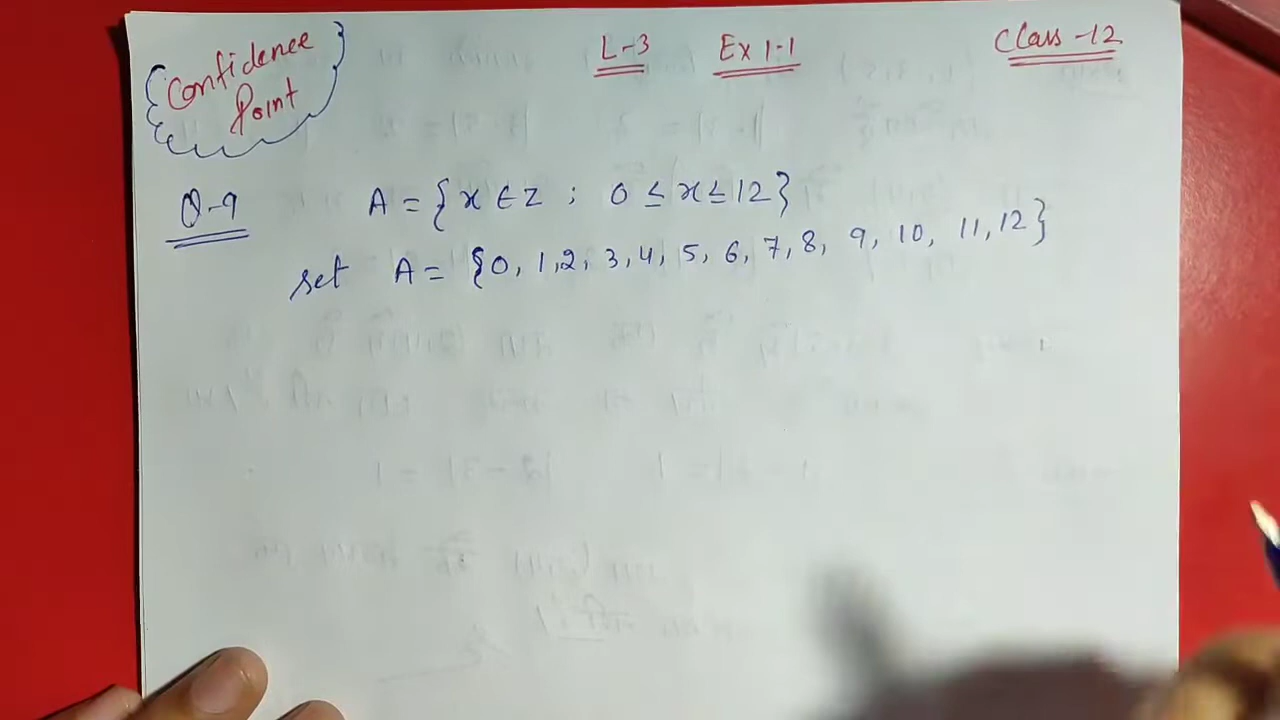 Confidence
Point
L-3 Ex 1.1 Class-12
Q-9 A = {x ∈ Z ; 0 ≤ x ≤ 12}
set A = {0, 1, 2, 3, 4, 5, 6, 7, 8, 9, 10, 11, 12}